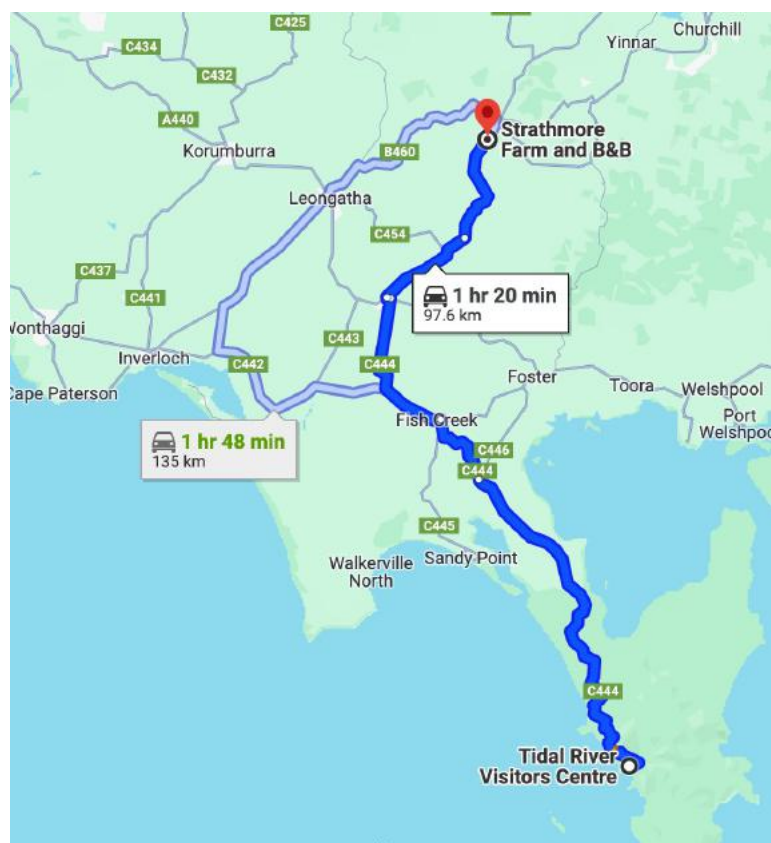 C425
Churchill
C434
Yinnar
C432
A440
Korumburra
Strathmore
Farm and B&B
B460
Leongatha
C454
C437
C441
1 hr 20 min
97.6 km
Wonthaggi
C443
Inverloch
C442
C444
Foster
Toora
Welshpool
Cape Paterson
Port
Welshpoo
Fish Creek
1 hr 48 min
135 km
C446
C444
C445
Sandy Point
Walkerville
North
C444
Tidal River
Visitors Centre